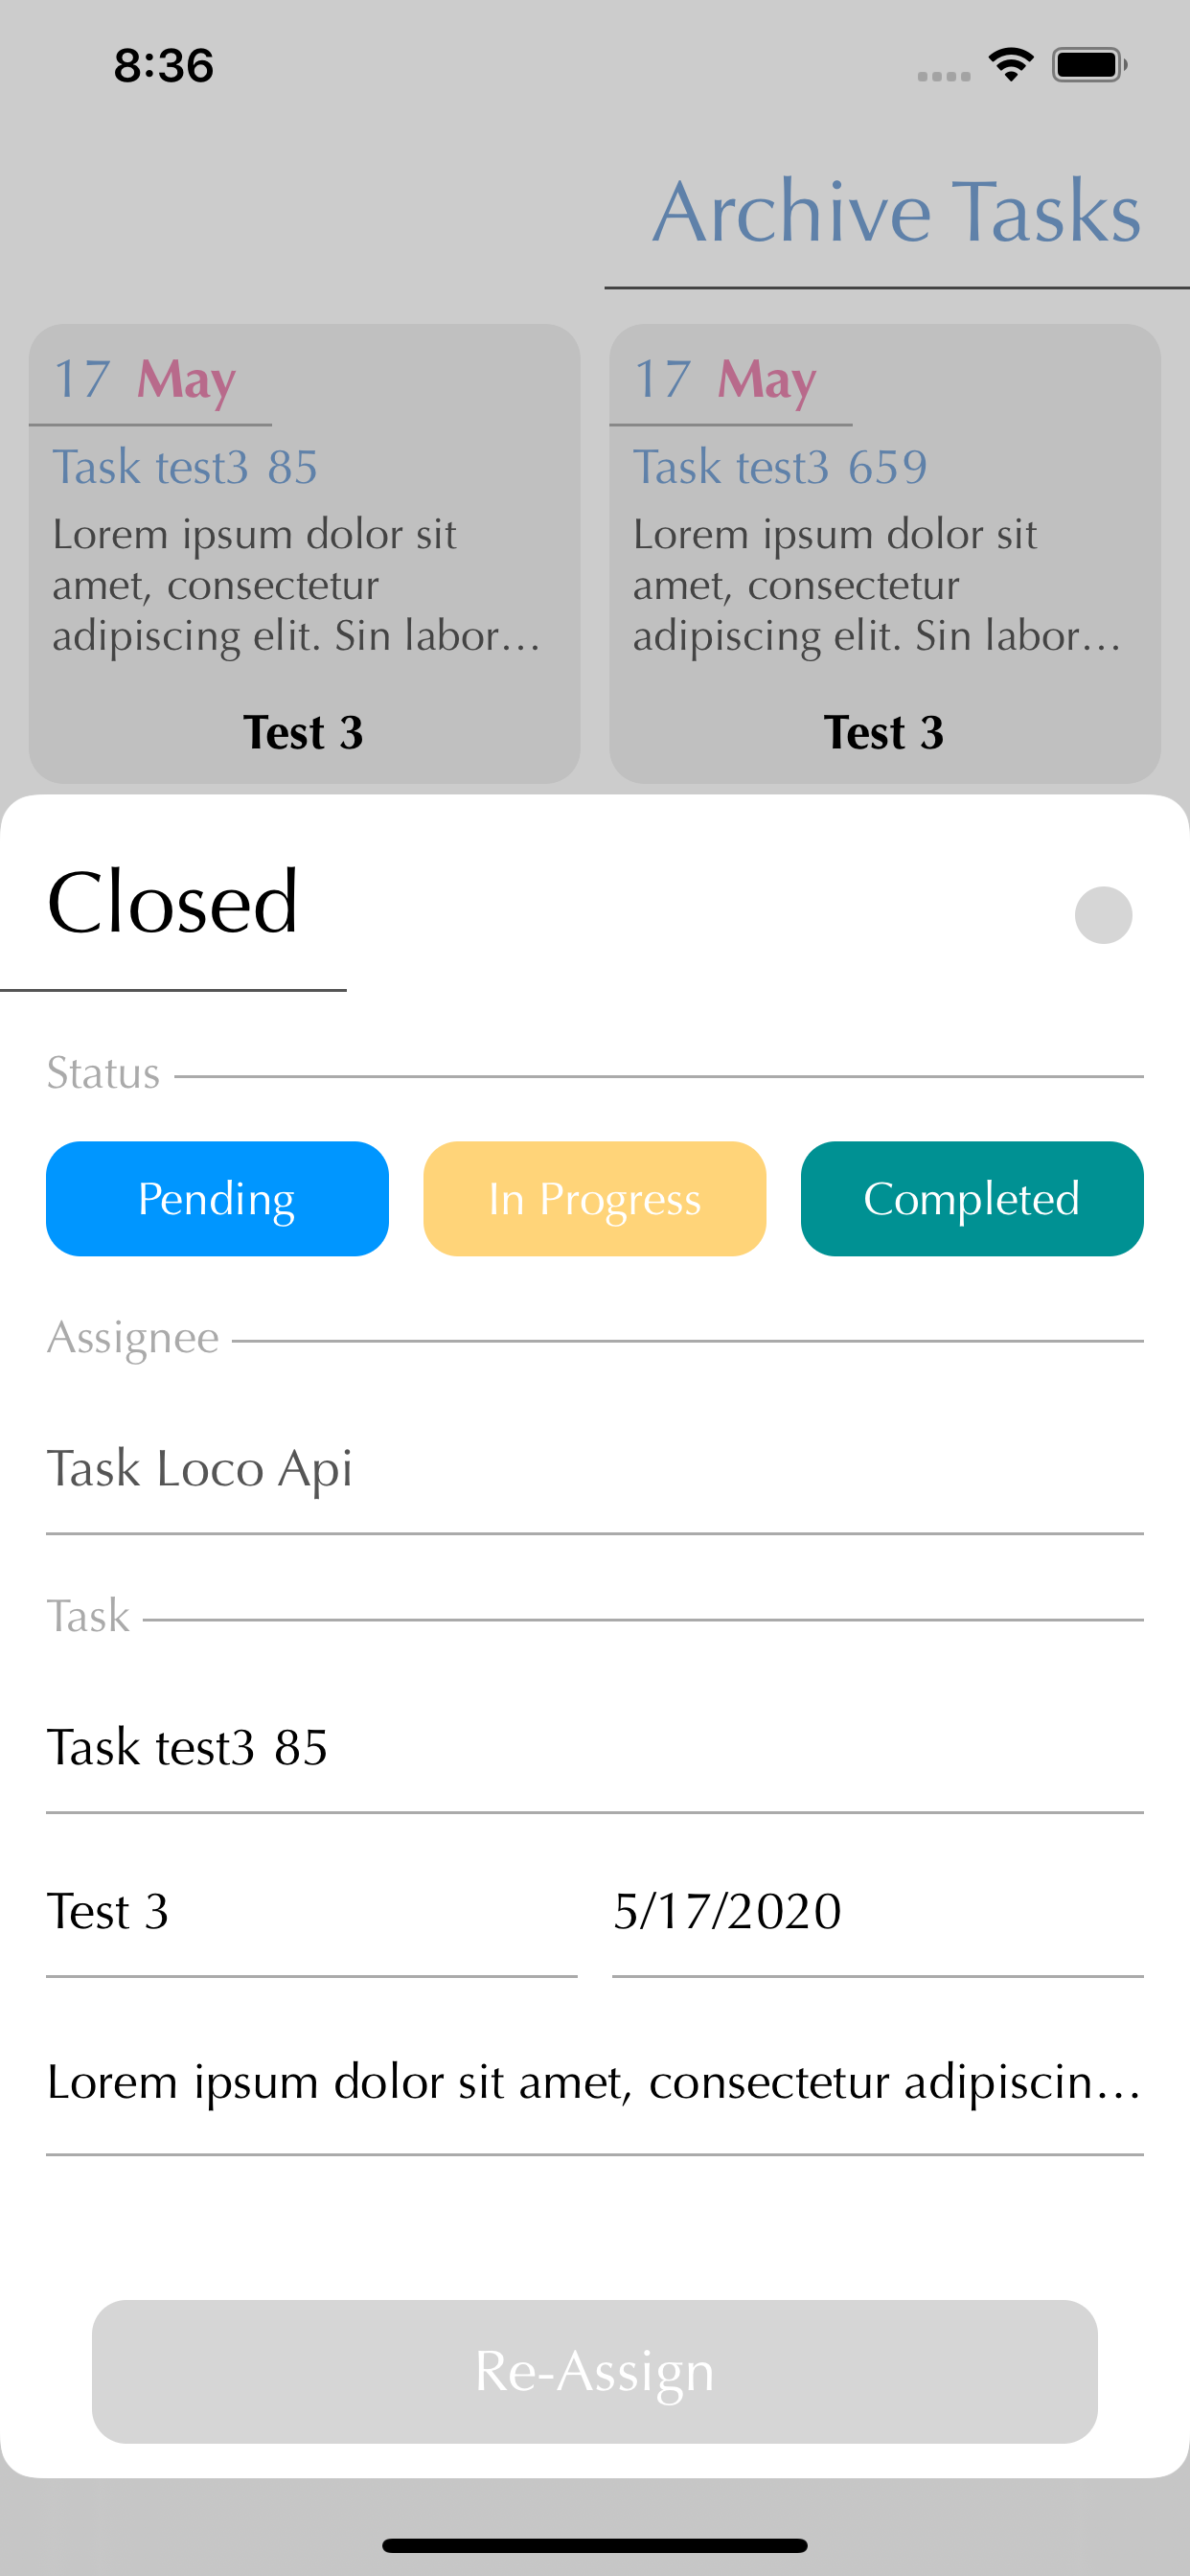 8:36
Archive Tasks
17 May
Task test3 85
Lorem ipsum dolor sit
amet, consectetur
adipiscing elit. Sin labor...
Test 3
17 May
Task test3 659
Lorem ipsum dolor sit
amet, consectetur
adipiscing elit. Sin labor...
Test 3
Closed
Status
Pending
In Progress
Completed
Assignee
Task Loco Api
Task
Task test3 85
Test 3
5/17/2020
Lorem ipsum dolor sit amet, consectetur adipiscin...
Re-Assign